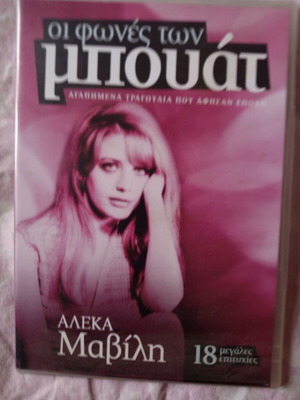 οι φωνές των
μπουάτ
ΑΓΑΠΗΜΕΝΑ ΤΡΑΓΟΥΔΙΑ ΠΟΥ ΑΦΗΣΑΝ ΕΠΟΧΗ
ΑΛΕΚΑ
Μαβίλη
18 μεγάλες
επιτυχίες